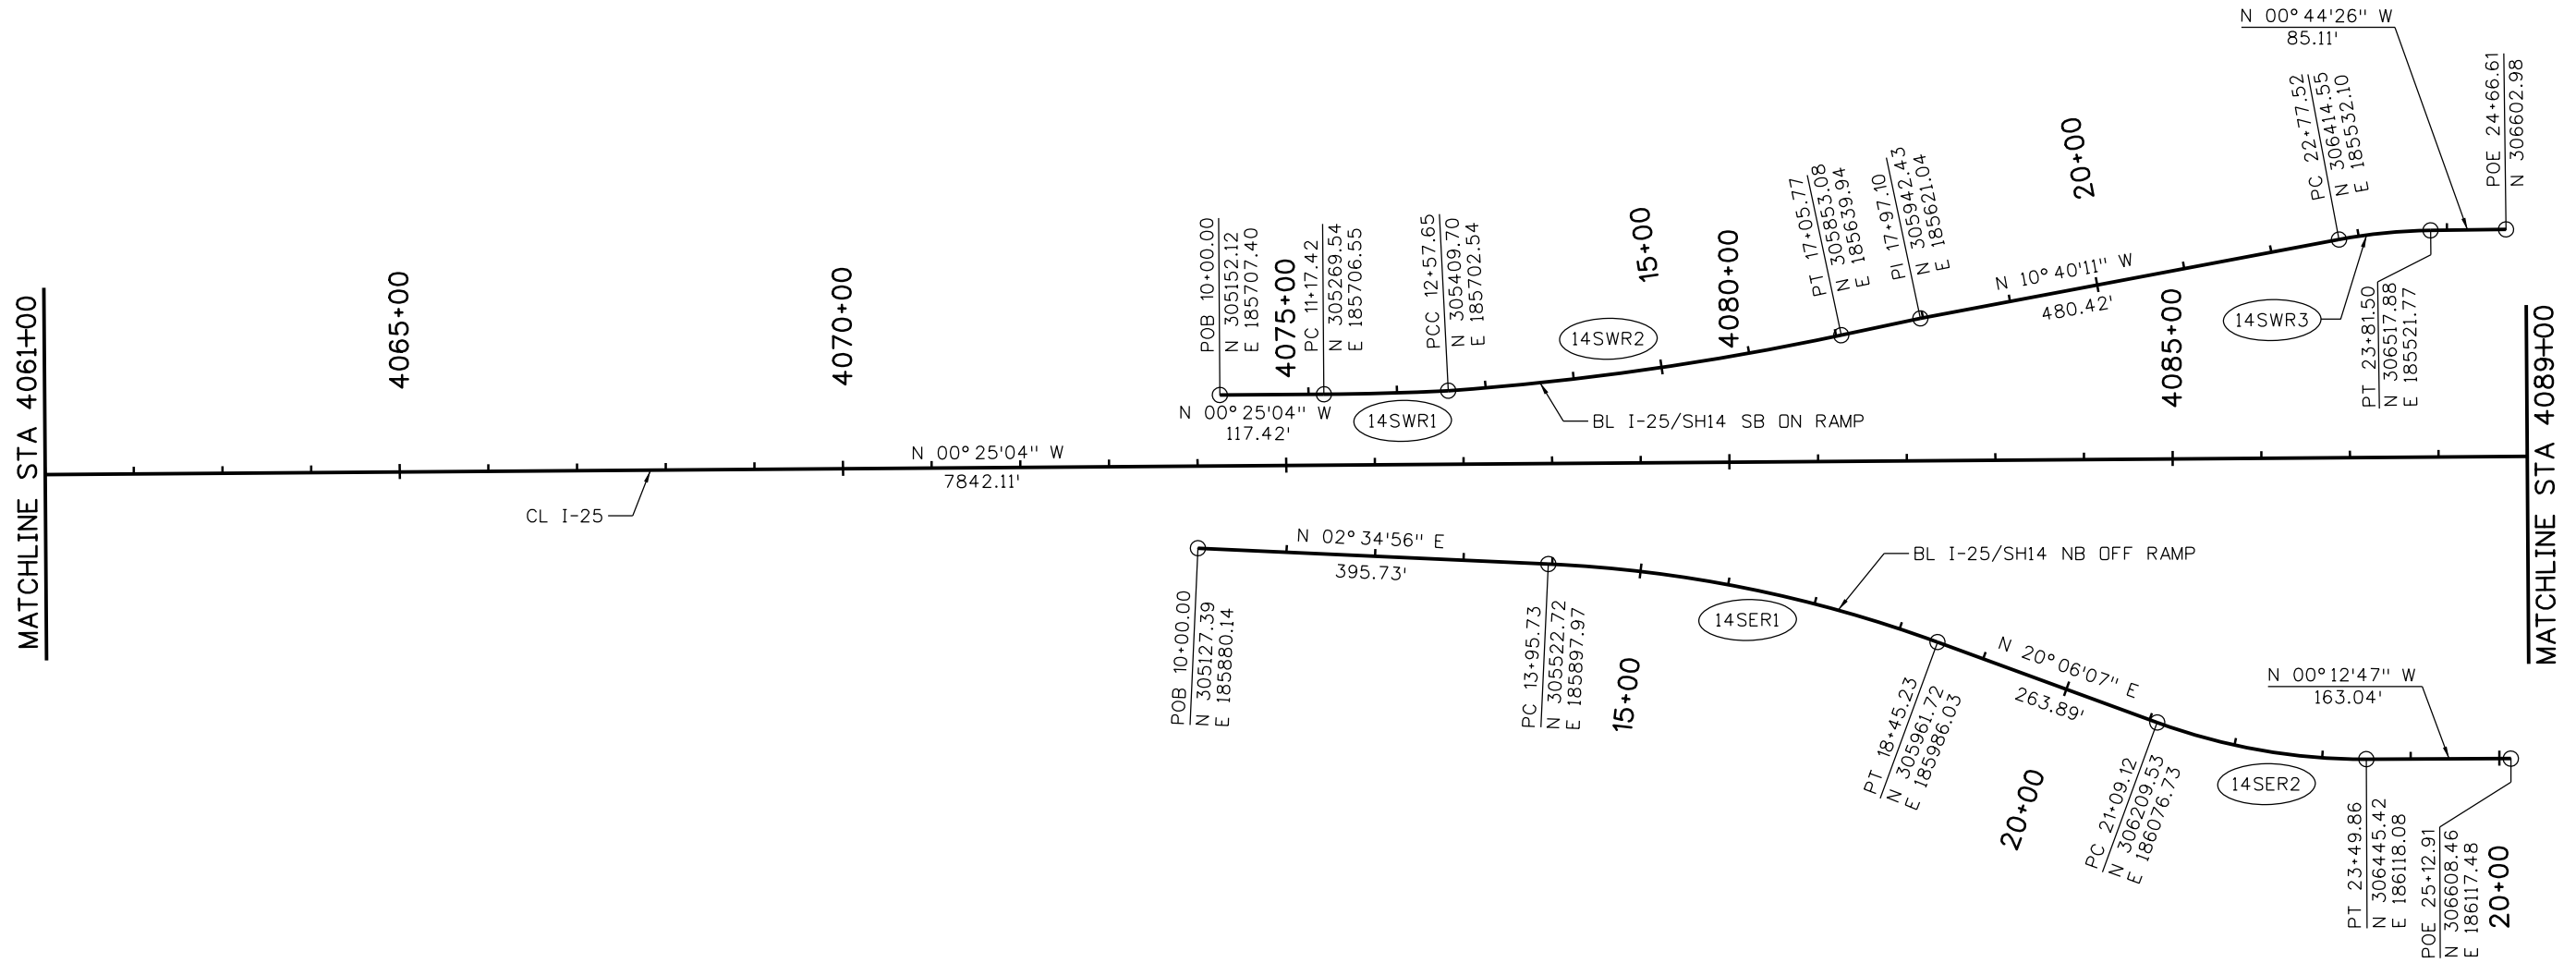 MATCHLINE STA 4061+00
4065+00
4070+00
N 00°25'04" W
7842.11'
CL I-25
POB 10+00.00
N 305152.12
E 185707.40
N 00°25'04" W
117.42'
4075+00
PC 11+17.42
N 305269.54
E 185706.55
14SWR1
PCC 12+57.65
N 305409.70
E 185702.54
14SWR2
BL I-25/SH14 SB ON RAMP
15+00
4080+00
PT 17+05.77
N 305853.08
E 185639.94
PI 17+97.10
N 305942.43
E 185621.04
N 10°40'11" W
480.42'
20+00
4085+00
PC 22+77.52
N 306414.55
E 185532.10
14SWR3
PT 23+81.50
N 306517.88
E 185521.77
N 00°44'26" W
85.11'
POE 24+66.61
N 306602.98
MATCHLINE STA 4089+00
POB 10+00.00
N 305127.39
E 185880.14
N 02°34'56" E
395.73'
PC 13+95.73
N 305522.72
E 185897.97
15+00
14SER1
BL I-25/SH14 NB OFF RAMP
PT 18+45.23
N 305961.72
E 185986.03
N 20°06'07" E
263.89'
20+00
PC 21+09.12
N 306209.53
E 186076.73
14SER2
N 00°12'47" W
163.04'
PT 23+49.86
N 306445.42
E 186118.08
POE 25+12.91
N 306608.46
E 186117.48
20+00